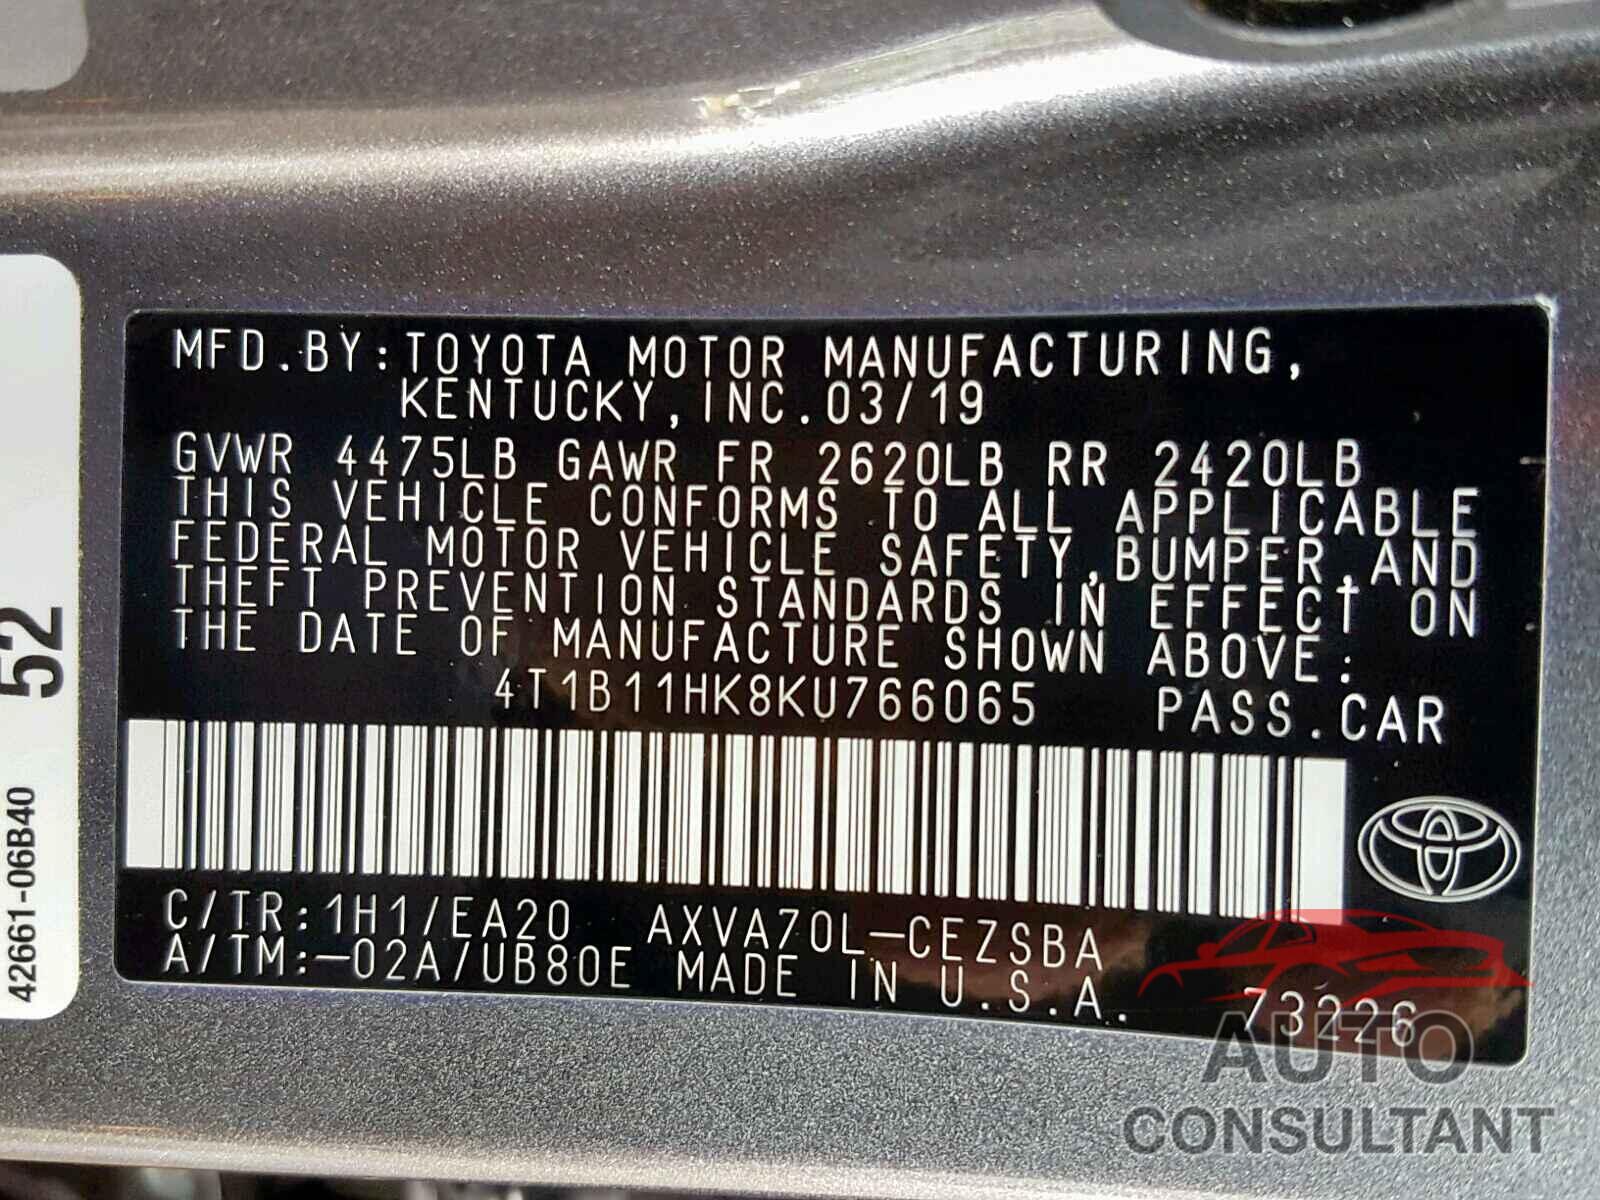 MFD.BY:TOYOTA MOTOR MANUFACTURING,
KENTUCKY,INC.03/19
GVWR 4475LB GAWR FR 2620LB RR 2420LB
THIS VEHICLE CONFORMS TO ALL APPLICABLE
FEDERAL MOTOR VEHICLE SAFETY,BUMPER,AND
THEFT PREVENTION STANDARDS IN EFFECT ON
THE DATE OF MANUFACTURE SHOWN ABOVE:
4T1B11HK8KU766065 PASS.CAR
C/TR:1H1/EA20 AXVA70L-CEZSBA
A/TM:-02A/UB80E MADE IN U.S.A. 73226
52
42661-06B40
AUTO
CONSULTANT